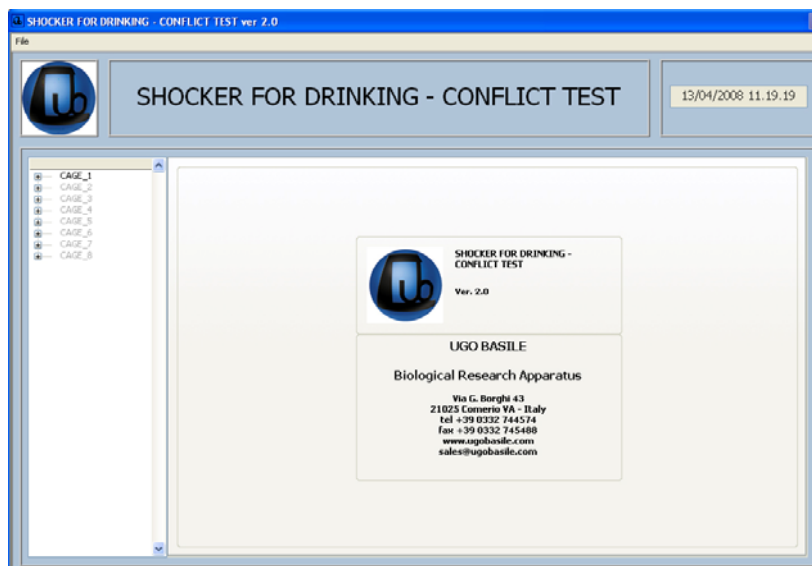 SHOCKER FOR DRINKING - CONFLICT TEST ver 2.0
File
ub
SHOCKER FOR DRINKING - CONFLICT TEST
13/04/2008 11.19.19
CAGE_1
CAGE_2
CAGE_3
CAGE_4
CAGE_5
CAGE_6
CAGE_7
CAGE_8
ub
SHOCKER FOR DRINKING -
CONFLICT TEST
Ver. 2.0
UGO BASILE
Biological Research Apparatus
Via G. Borghi 43
21025 Comerio VA - Italy
tel +39 0332 744574
fax +39 0332 745488
www.ugobasile.com
sales@ugobasile.com